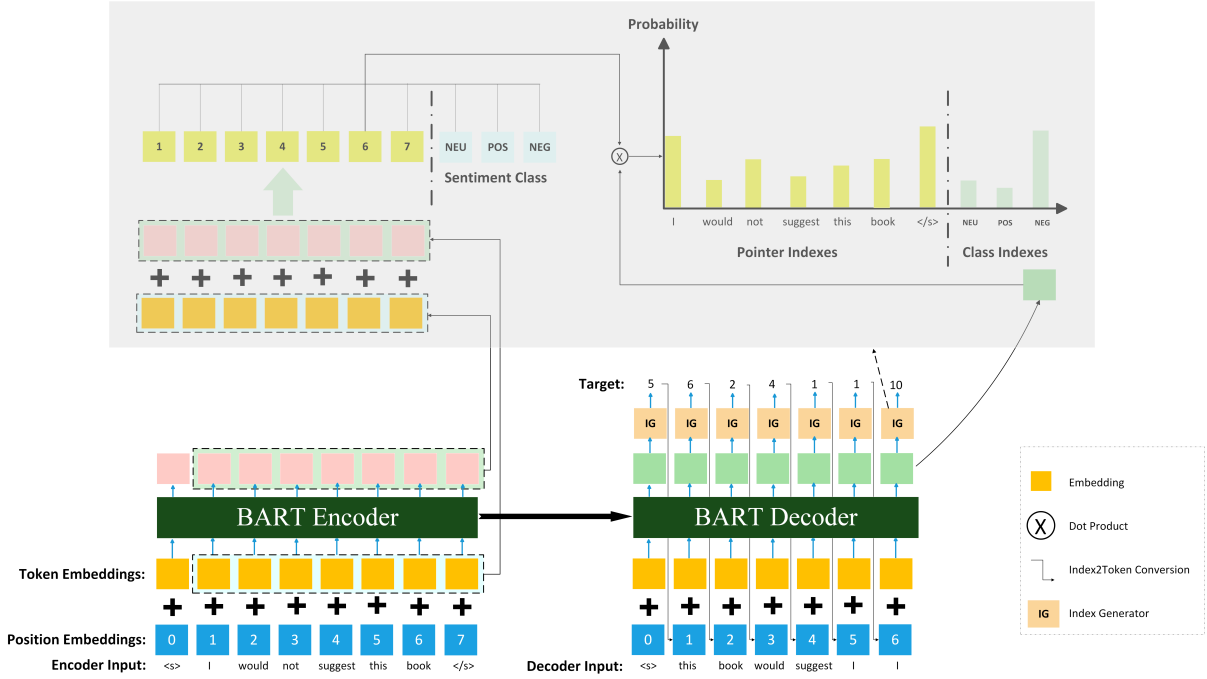 Probability
1 2 3 4 5 6 7 NEU POS NEG
Sentiment Class
X
I would not suggest this book </s> NEU POS NEG
Pointer Indexes Class Indexes
Target: 5 6 2 4 1 1 10
IG IG IG IG IG IG IG
BART Encoder
BART Decoder
Token Embeddings:
Position Embeddings: 0 1 2 3 4 5 6 7
Encoder Input: <s> I would not suggest this book </s>
0 1 2 3 4 5 6
Decoder Input: <s> this book would suggest I I
Embedding
X Dot Product
Index2Token Conversion
IG Index Generator